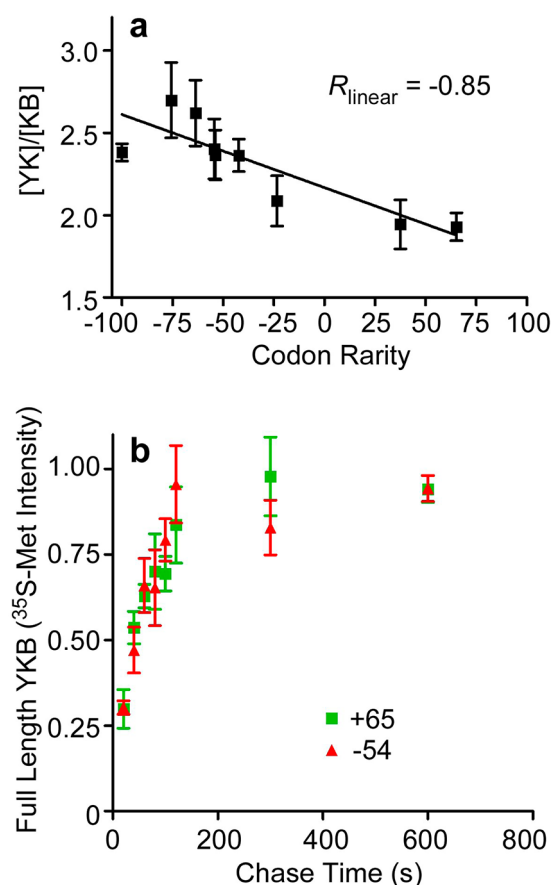 a
[YK]/[KB]
3.0
2.5
2.0
1.5
R linear = -0.85
-100 -75 -50 -25 0 25 50 75 100
Codon Rarity
b
Full Length YKB (35S-Met Intensity)
1.00
0.75
0.50
0.25
0
+65
-54
0 200 400 600 800
Chase Time (s)